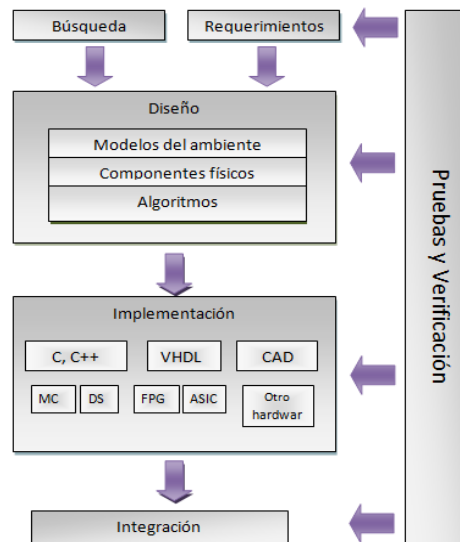 Búsqueda
Requerimientos
Diseño
Modelos del ambiente
Componentes físicos
Algoritmos
Implementación
C, C++
VHDL
CAD
MC
DS
FPG
ASIC
Otro
hardwar
Integración
Pruebas y Verificación